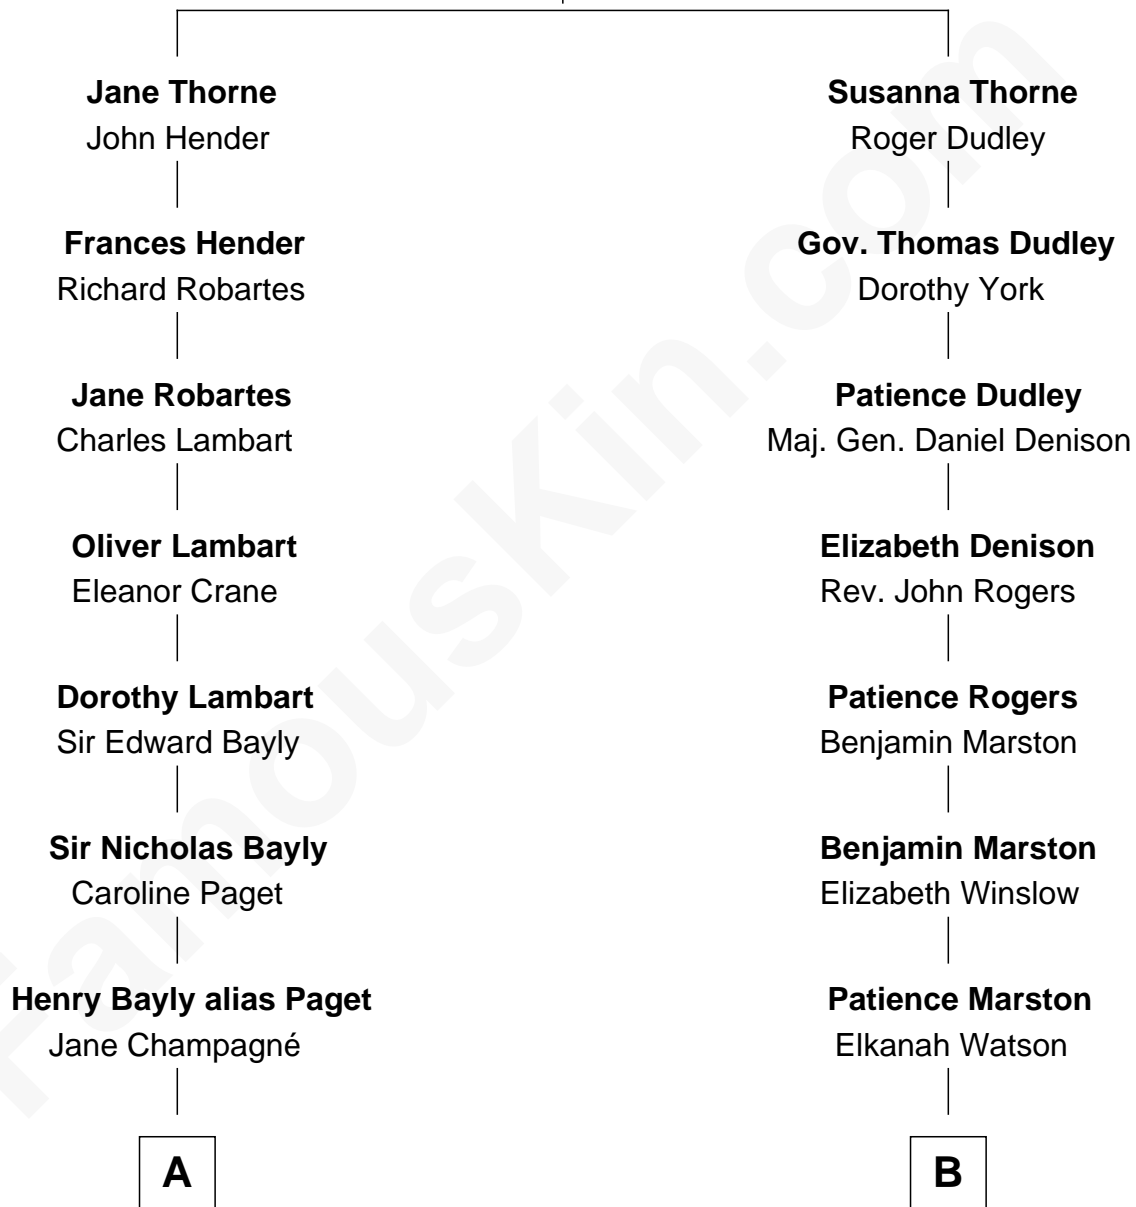 Jane Thorne
John Hender
Frances Hender
Richard Robartes
Jane Robartes
Charles Lambart
Oliver Lambart
Eleanor Crane
Dorothy Lambart
Sir Edward Bayly
Sir Nicholas Bayly
Caroline Paget
Henry Bayly alias Paget
Jane Champagné
A
Susanna Thorne
Roger Dudley
Gov. Thomas Dudley
Dorothy York
Patience Dudley
Maj. Gen. Daniel Denison
Elizabeth Denison
Rev. John Rogers
Patience Rogers
Benjamin Marston
Benjamin Marston
Elizabeth Winslow
Patience Marston
Elkanah Watson
B
FamousKin.com